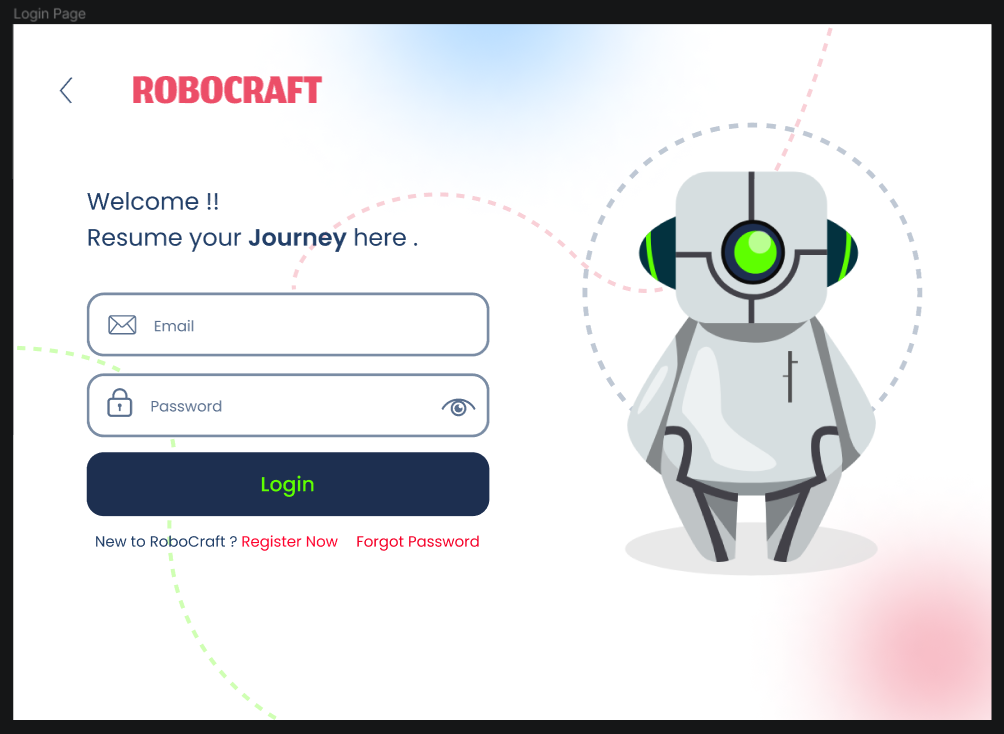 Login Page
ROBOCRAFT
Welcome !!
Resume your Journey here .
Email
Password
Login
New to RoboCraft ? Register Now Forgot Password